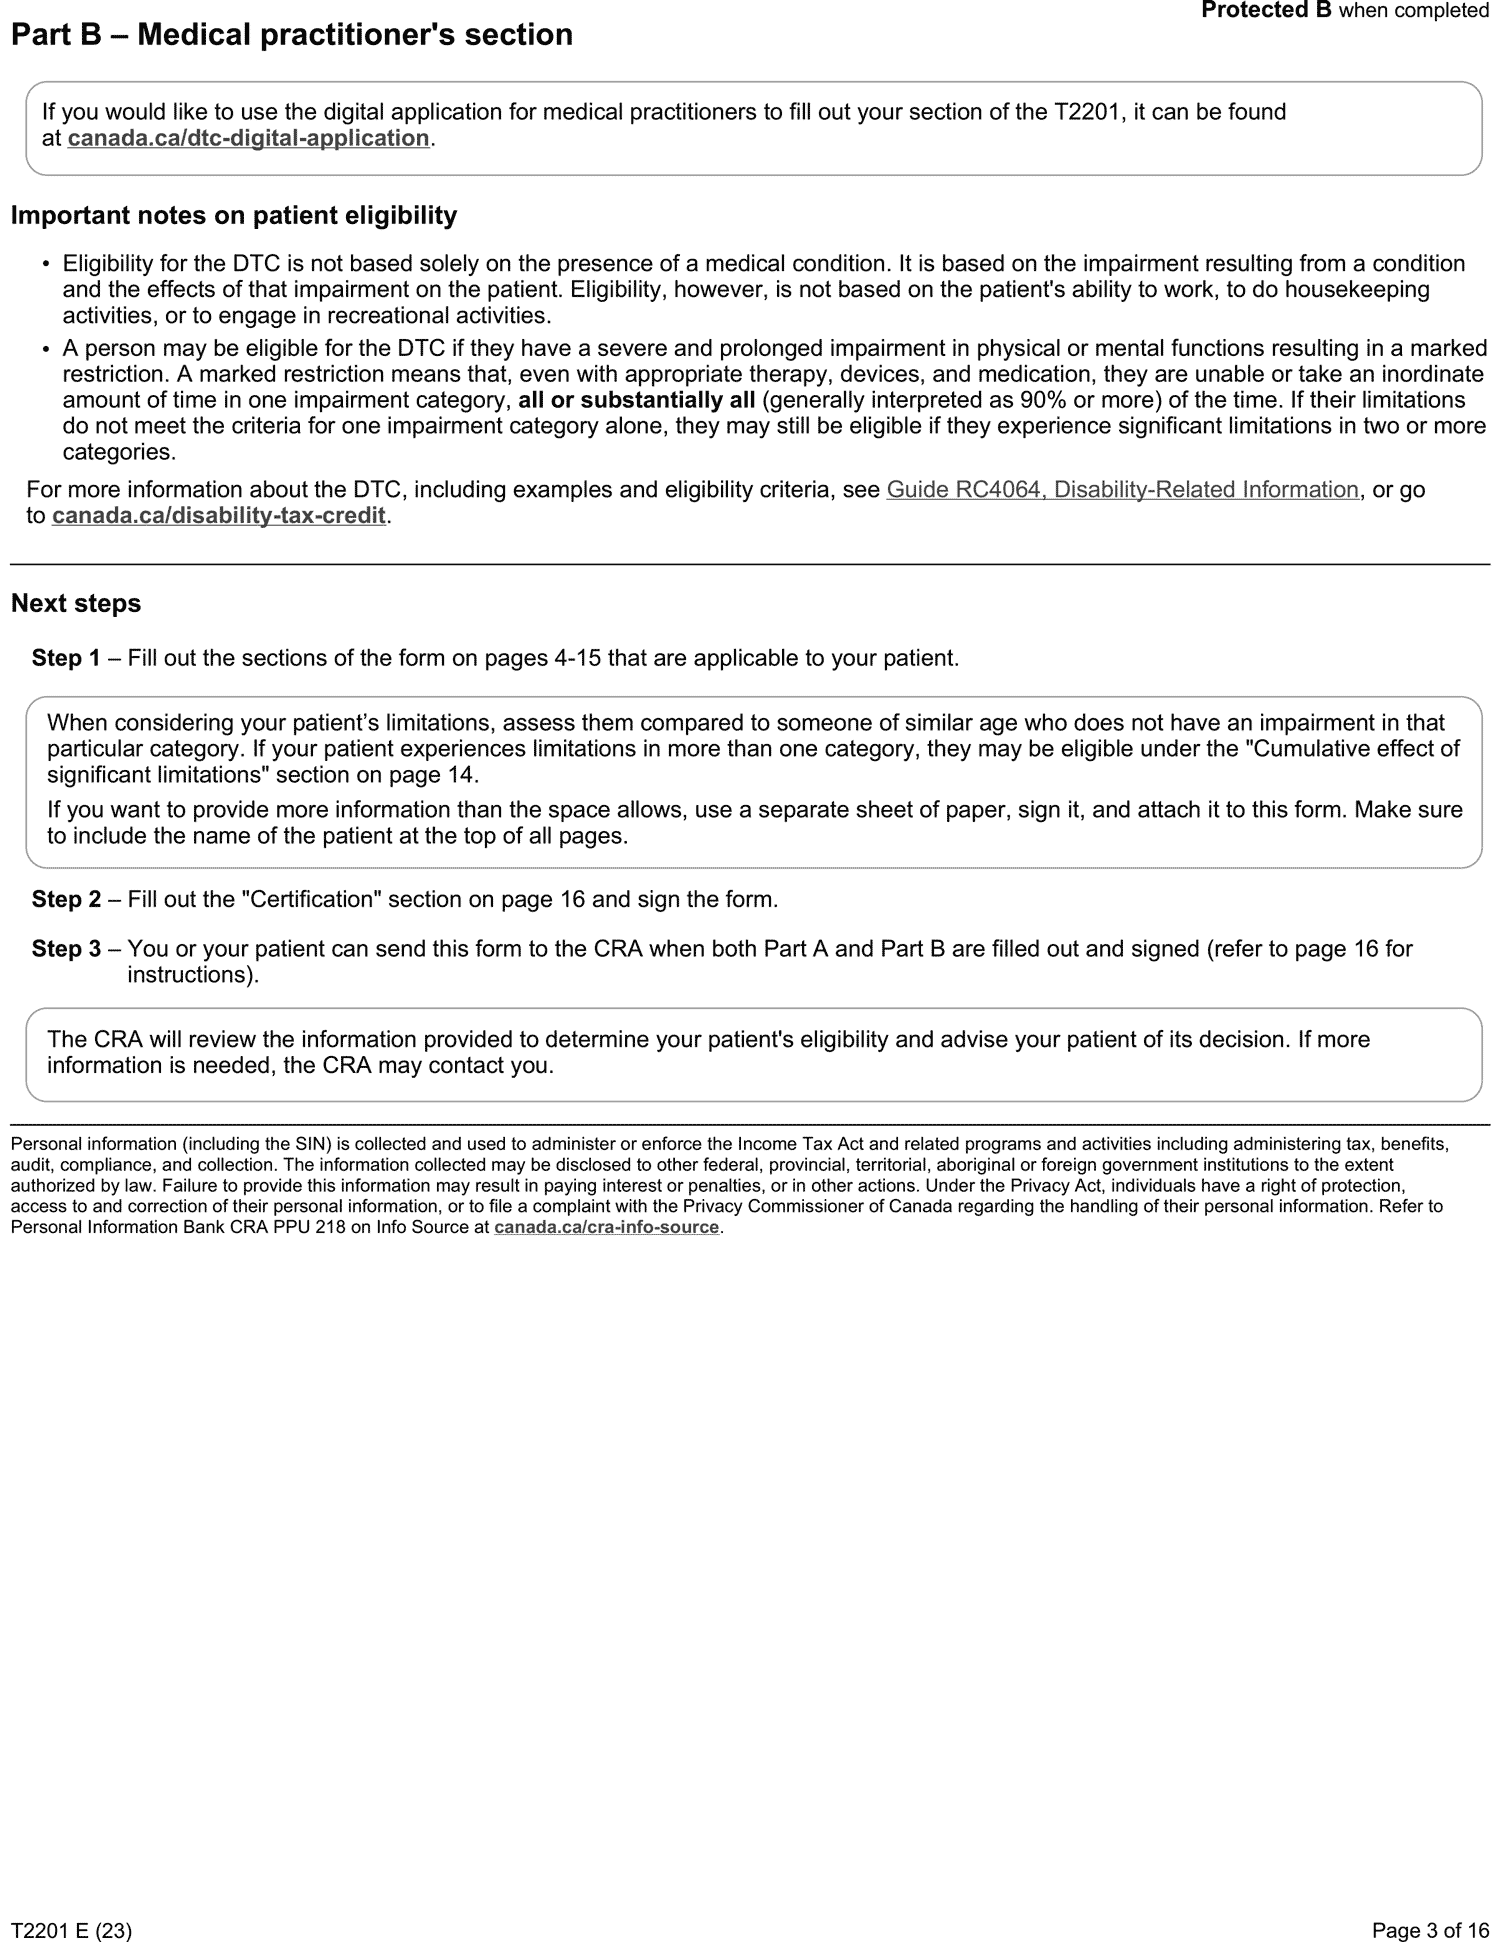 Protected B when completed
Part B – Medical practitioner's section
If you would like to use the digital application for medical practitioners to fill out your section of the T2201, it can be found
at canada.ca/dtc-digital-application.
Important notes on patient eligibility
• Eligibility for the DTC is not based solely on the presence of a medical condition. It is based on the impairment resulting from a condition
and the effects of that impairment on the patient. Eligibility, however, is not based on the patient's ability to work, to do housekeeping
activities, or to engage in recreational activities.
• A person may be eligible for the DTC if they have a severe and prolonged impairment in physical or mental functions resulting in a marked
restriction. A marked restriction means that, even with appropriate therapy, devices, and medication, they are unable or take an inordinate
amount of time in one impairment category, all or substantially all (generally interpreted as 90% or more) of the time. If their limitations
do not meet the criteria for one impairment category alone, they may still be eligible if they experience significant limitations in two or more
categories.
For more information about the DTC, including examples and eligibility criteria, see Guide RC4064, Disability-Related Information, or go
to canada.ca/disability-tax-credit.
Next steps
Step 1 – Fill out the sections of the form on pages 4-15 that are applicable to your patient.
When considering your patient’s limitations, assess them compared to someone of similar age who does not have an impairment in that
particular category. If your patient experiences limitations in more than one category, they may be eligible under the "Cumulative effect of
significant limitations" section on page 14.
If you want to provide more information than the space allows, use a separate sheet of paper, sign it, and attach it to this form. Make sure
to include the name of the patient at the top of all pages.
Step 2 – Fill out the "Certification" section on page 16 and sign the form.
Step 3 – You or your patient can send this form to the CRA when both Part A and Part B are filled out and signed (refer to page 16 for
instructions).
The CRA will review the information provided to determine your patient's eligibility and advise your patient of its decision. If more
information is needed, the CRA may contact you.
Personal information (including the SIN) is collected and used to administer or enforce the Income Tax Act and related programs and activities including administering tax, benefits,
audit, compliance, and collection. The information collected may be disclosed to other federal, provincial, territorial, aboriginal or foreign government institutions to the extent
authorized by law. Failure to provide this information may result in paying interest or penalties, or in other actions. Under the Privacy Act, individuals have a right of protection,
access to and correction of their personal information, or to file a complaint with the Privacy Commissioner of Canada regarding the handling of their personal information. Refer to
Personal Information Bank CRA PPU 218 on Info Source at canada.ca/cra-info-source.
T2201 E (23)
Page 3 of 16